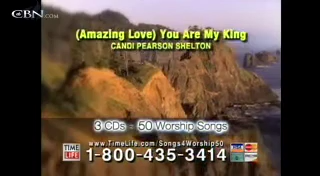 CBN.com
(Amazing Love) You Are My King
CANDI PEARSON SHELTON
3 CDs - 50 Worship Songs
www.TimeLife.com/Songs4Worship50
TIME LIFE
1-800-435-3414